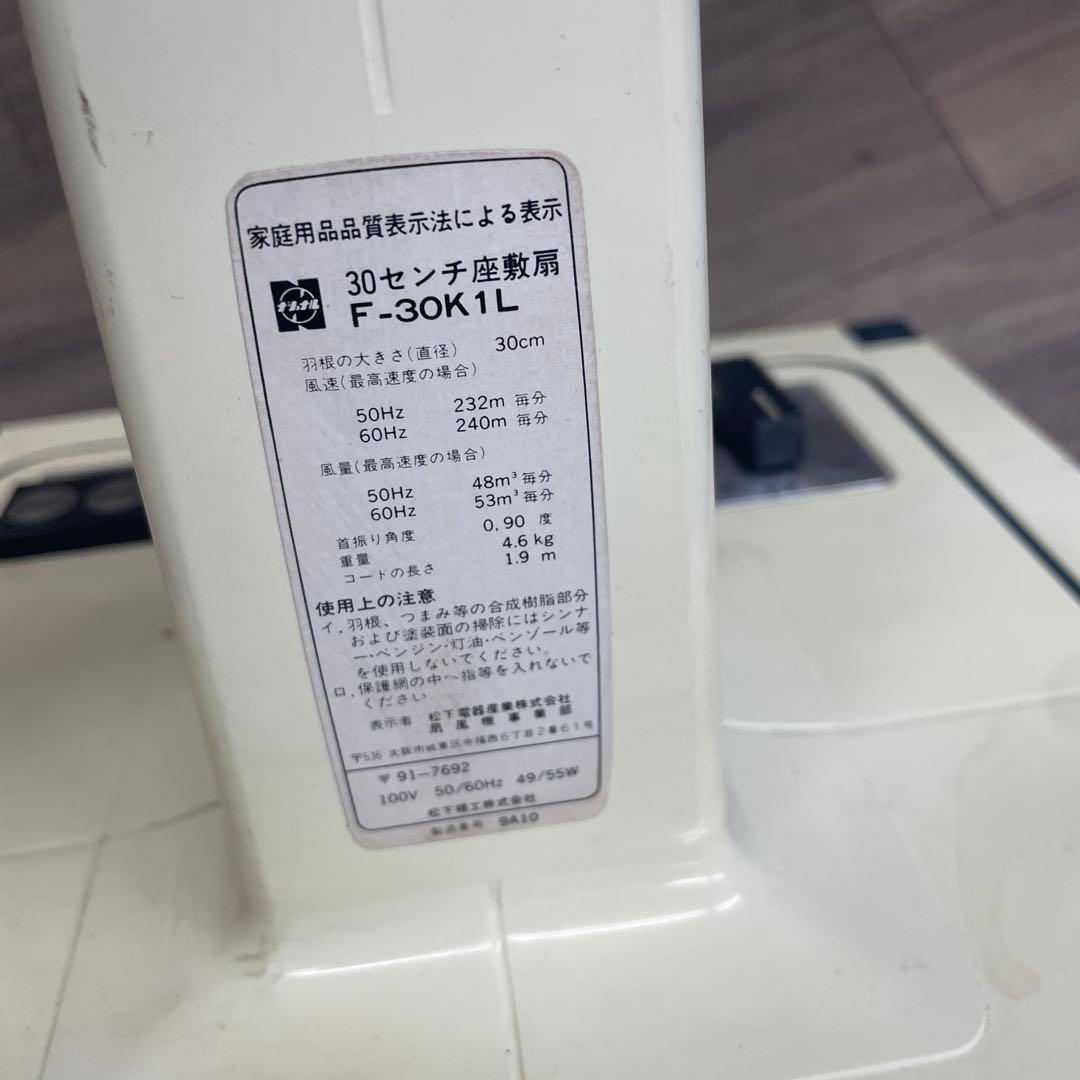 家庭用品品質表示法による表示
ナショナル
30センチ座敷扇
F-30K1L
羽根の大きさ(直径) 30cm
風速(最高速度の場合)
50Hz 232m 毎分
60Hz 240m 毎分
風量(最高速度の場合)
50Hz 48m³ 毎分
60Hz 53m³ 毎分
首振り角度 0,90 度
重量 4.6 kg
コードの長さ 1.9 m
使用上の注意
イ.羽根、つまみ等の合成樹脂部分
および塗装面の掃除にはシンナ
ー・ベンジン・灯油・ベンゾール等
を使用しないでください。
ロ.保護網の中へ指等を入れないで
ください。
表示者 松下電器産業株式会社
扇風機事業部
〒536 大阪市城東区今福西6丁目2番61号
〒 91-7692
100V 50/60Hz 49/55W
松下精工株式会社
製造番号 9A10